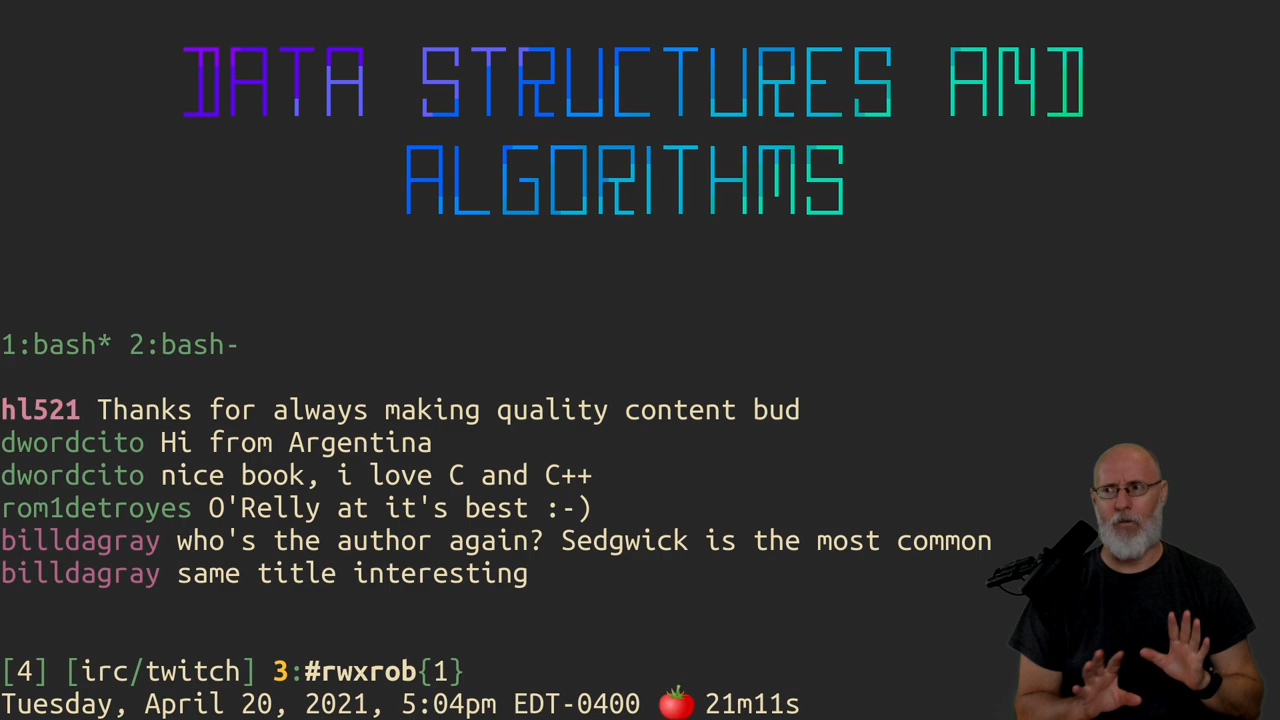 DATA STRUCTURES AND
ALGORITHMS
1:bash* 2:bash-
hl521 Thanks for always making quality content bud
dwordcito Hi from Argentina
dwordcito nice book, i love C and C++
rom1detroyes O'Relly at it's best :-)
billdagray who's the author again? Sedgwick is the most common
billdagray same title interesting
[4] [irc/twitch] 3:#rwxrob{1}
Tuesday, April 20, 2021, 5:04pm EDT-0400 🍅 21m11s